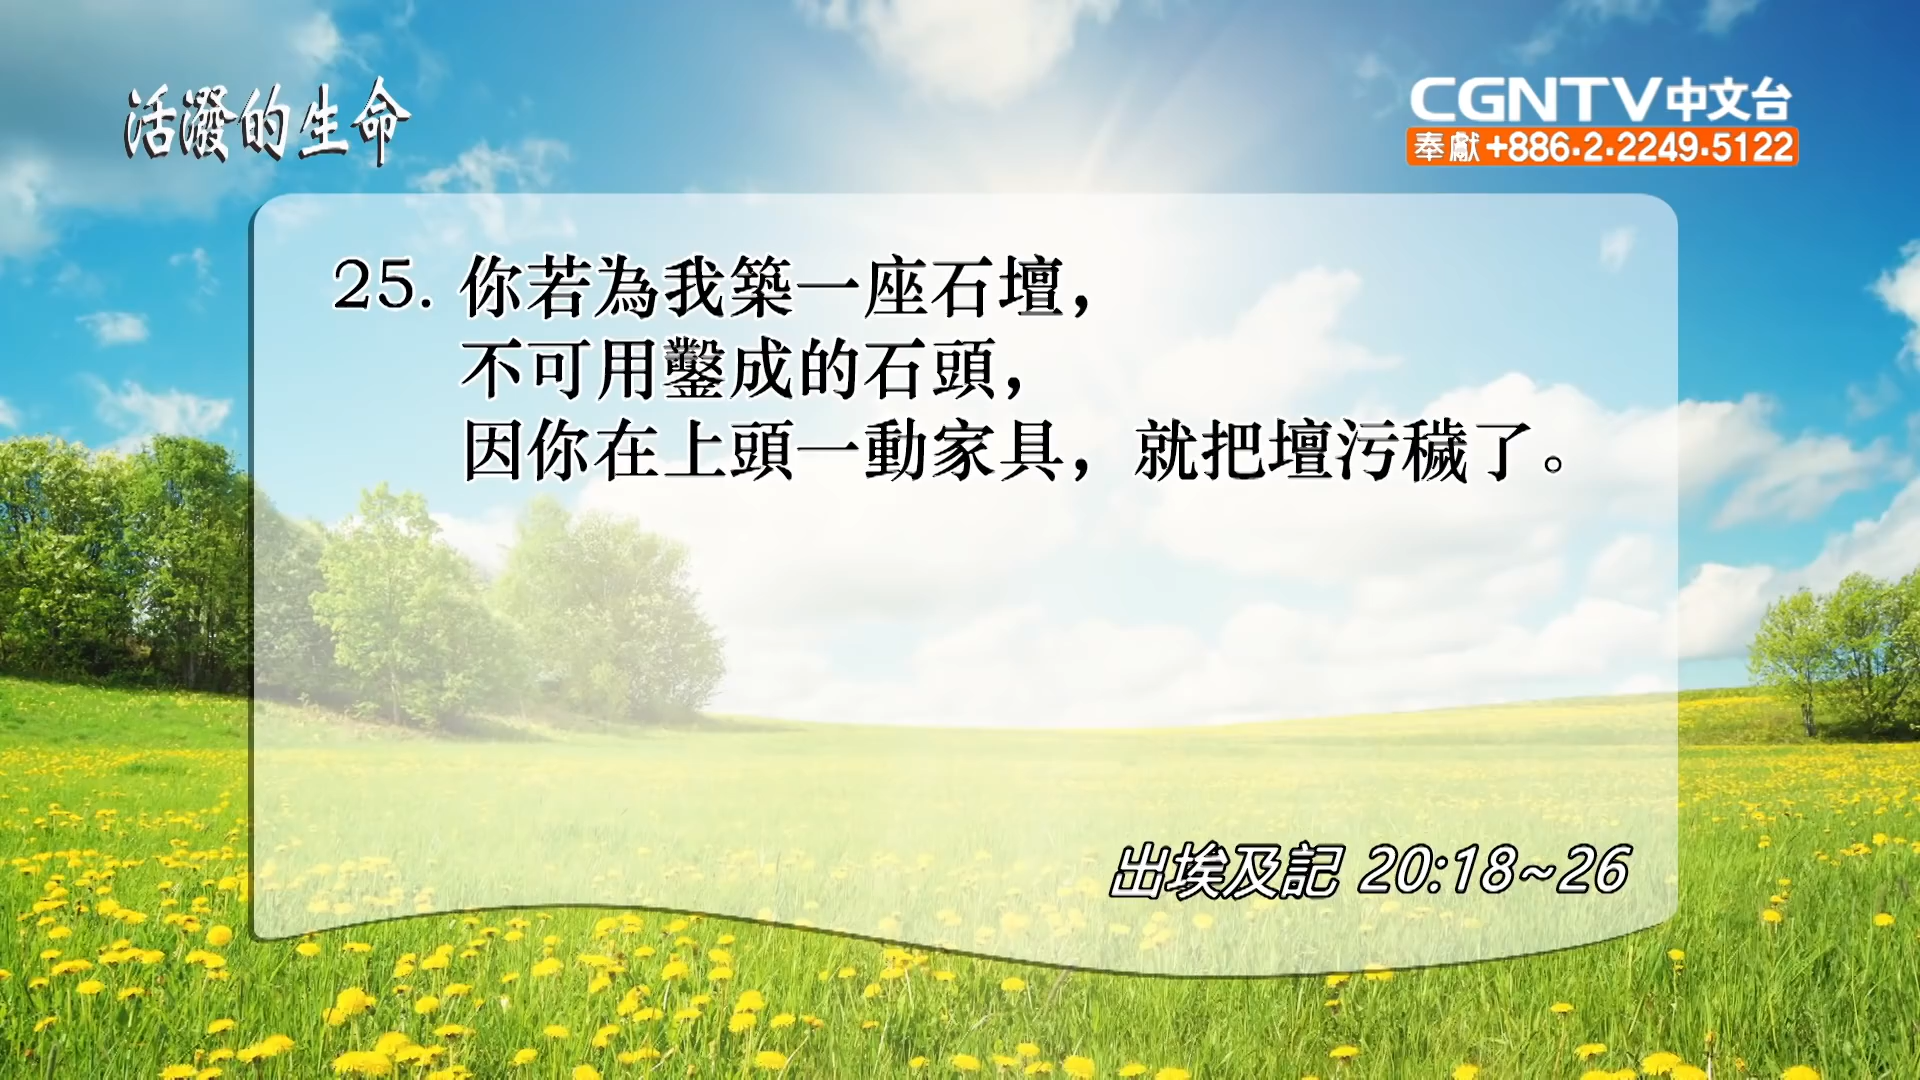 活潑的生命
CGNTV中文台
奉獻+886·2·2249·5122
25. 你若為我築一座石壇，
不可用鑿成的石頭，
因你在上頭一動家具，就把壇污穢了。
出埃及記 20:18~26